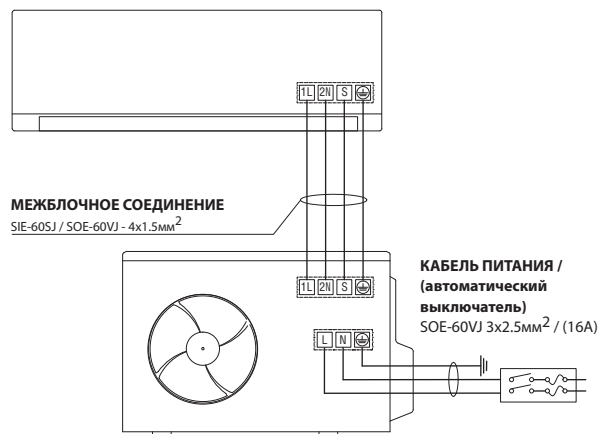 1L 2N S
МЕЖБЛОЧНОЕ СОЕДИНЕНИЕ
SIE-60SJ / SOE-60VJ - 4x1.5мм2
КАБЕЛЬ ПИТАНИЯ /
(автоматический
выключатель)
SOE-60VJ 3x2.5мм2 / (16A)
1L 2N S
L N